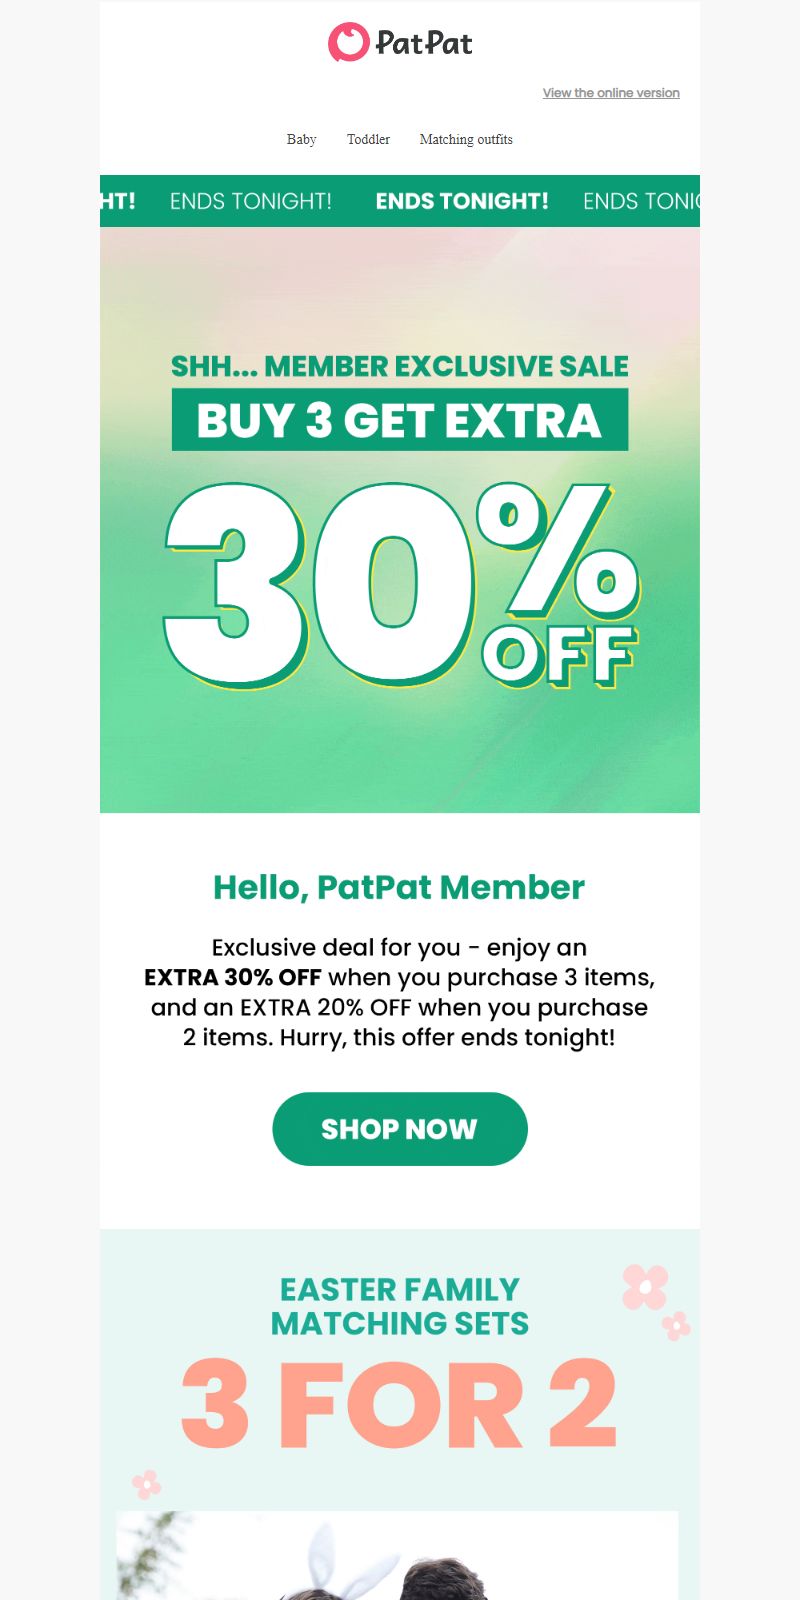 PatPat
View the online version
Baby Toddler Matching outfits
HT! ENDS TONIGHT! ENDS TONIGHT! ENDS TONIG
SHH... MEMBER EXCLUSIVE SALE
BUY 3 GET EXTRA
30%
OFF
Hello, PatPat Member
Exclusive deal for you - enjoy an
EXTRA 30% OFF when you purchase 3 items,
and an EXTRA 20% OFF when you purchase
2 items. Hurry, this offer ends tonight!
SHOP NOW
EASTER FAMILY
MATCHING SETS
3 FOR 2